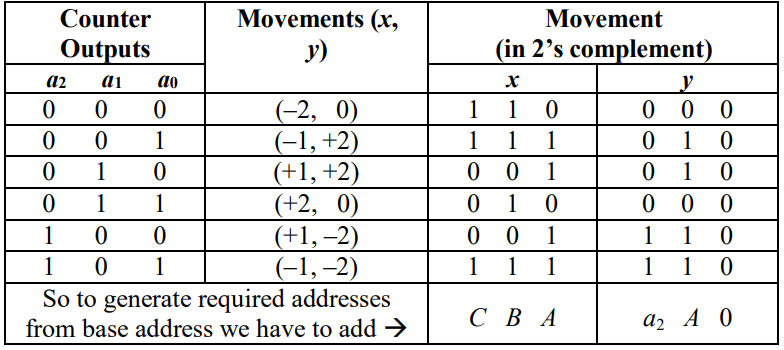 Counter Outputs Movements (x, y) Movement (in 2’s complement)
a2 a1 a0 x y
0 0 0 (–2, 0) 1 1 0 0 0 0
0 0 1 (–1, +2) 1 1 1 0 1 0
0 1 0 (+1, +2) 0 0 1 0 1 0
0 1 1 (+2, 0) 0 1 0 0 0 0
1 0 0 (+1, –2) 0 0 1 1 1 0
1 0 1 (–1, –2) 1 1 1 1 1 0
So to generate required addresses
from base address we have to add → C B A a2 A 0